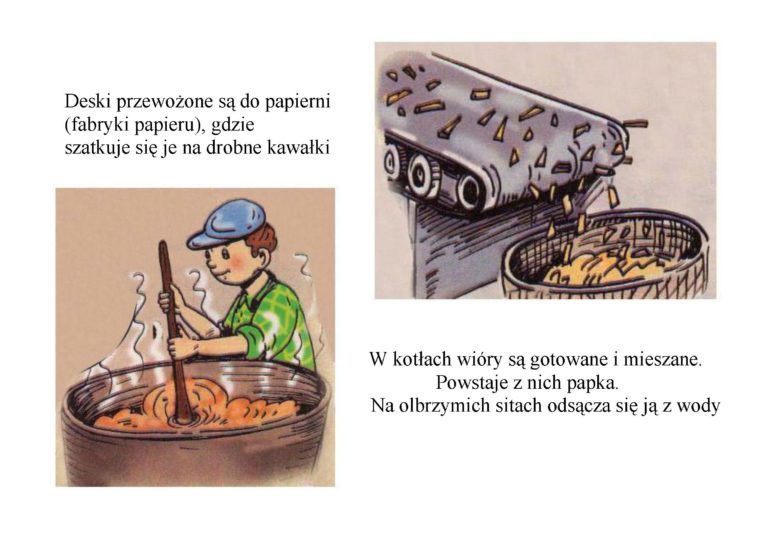 Deski przewożone są do papierni
(fabryki papieru), gdzie
szatkuje się je na drobne kawałki
W kotłach wióry są gotowane i mieszane.
Powstaje z nich papka.
Na olbrzymich sitach odsącza się ją z wody